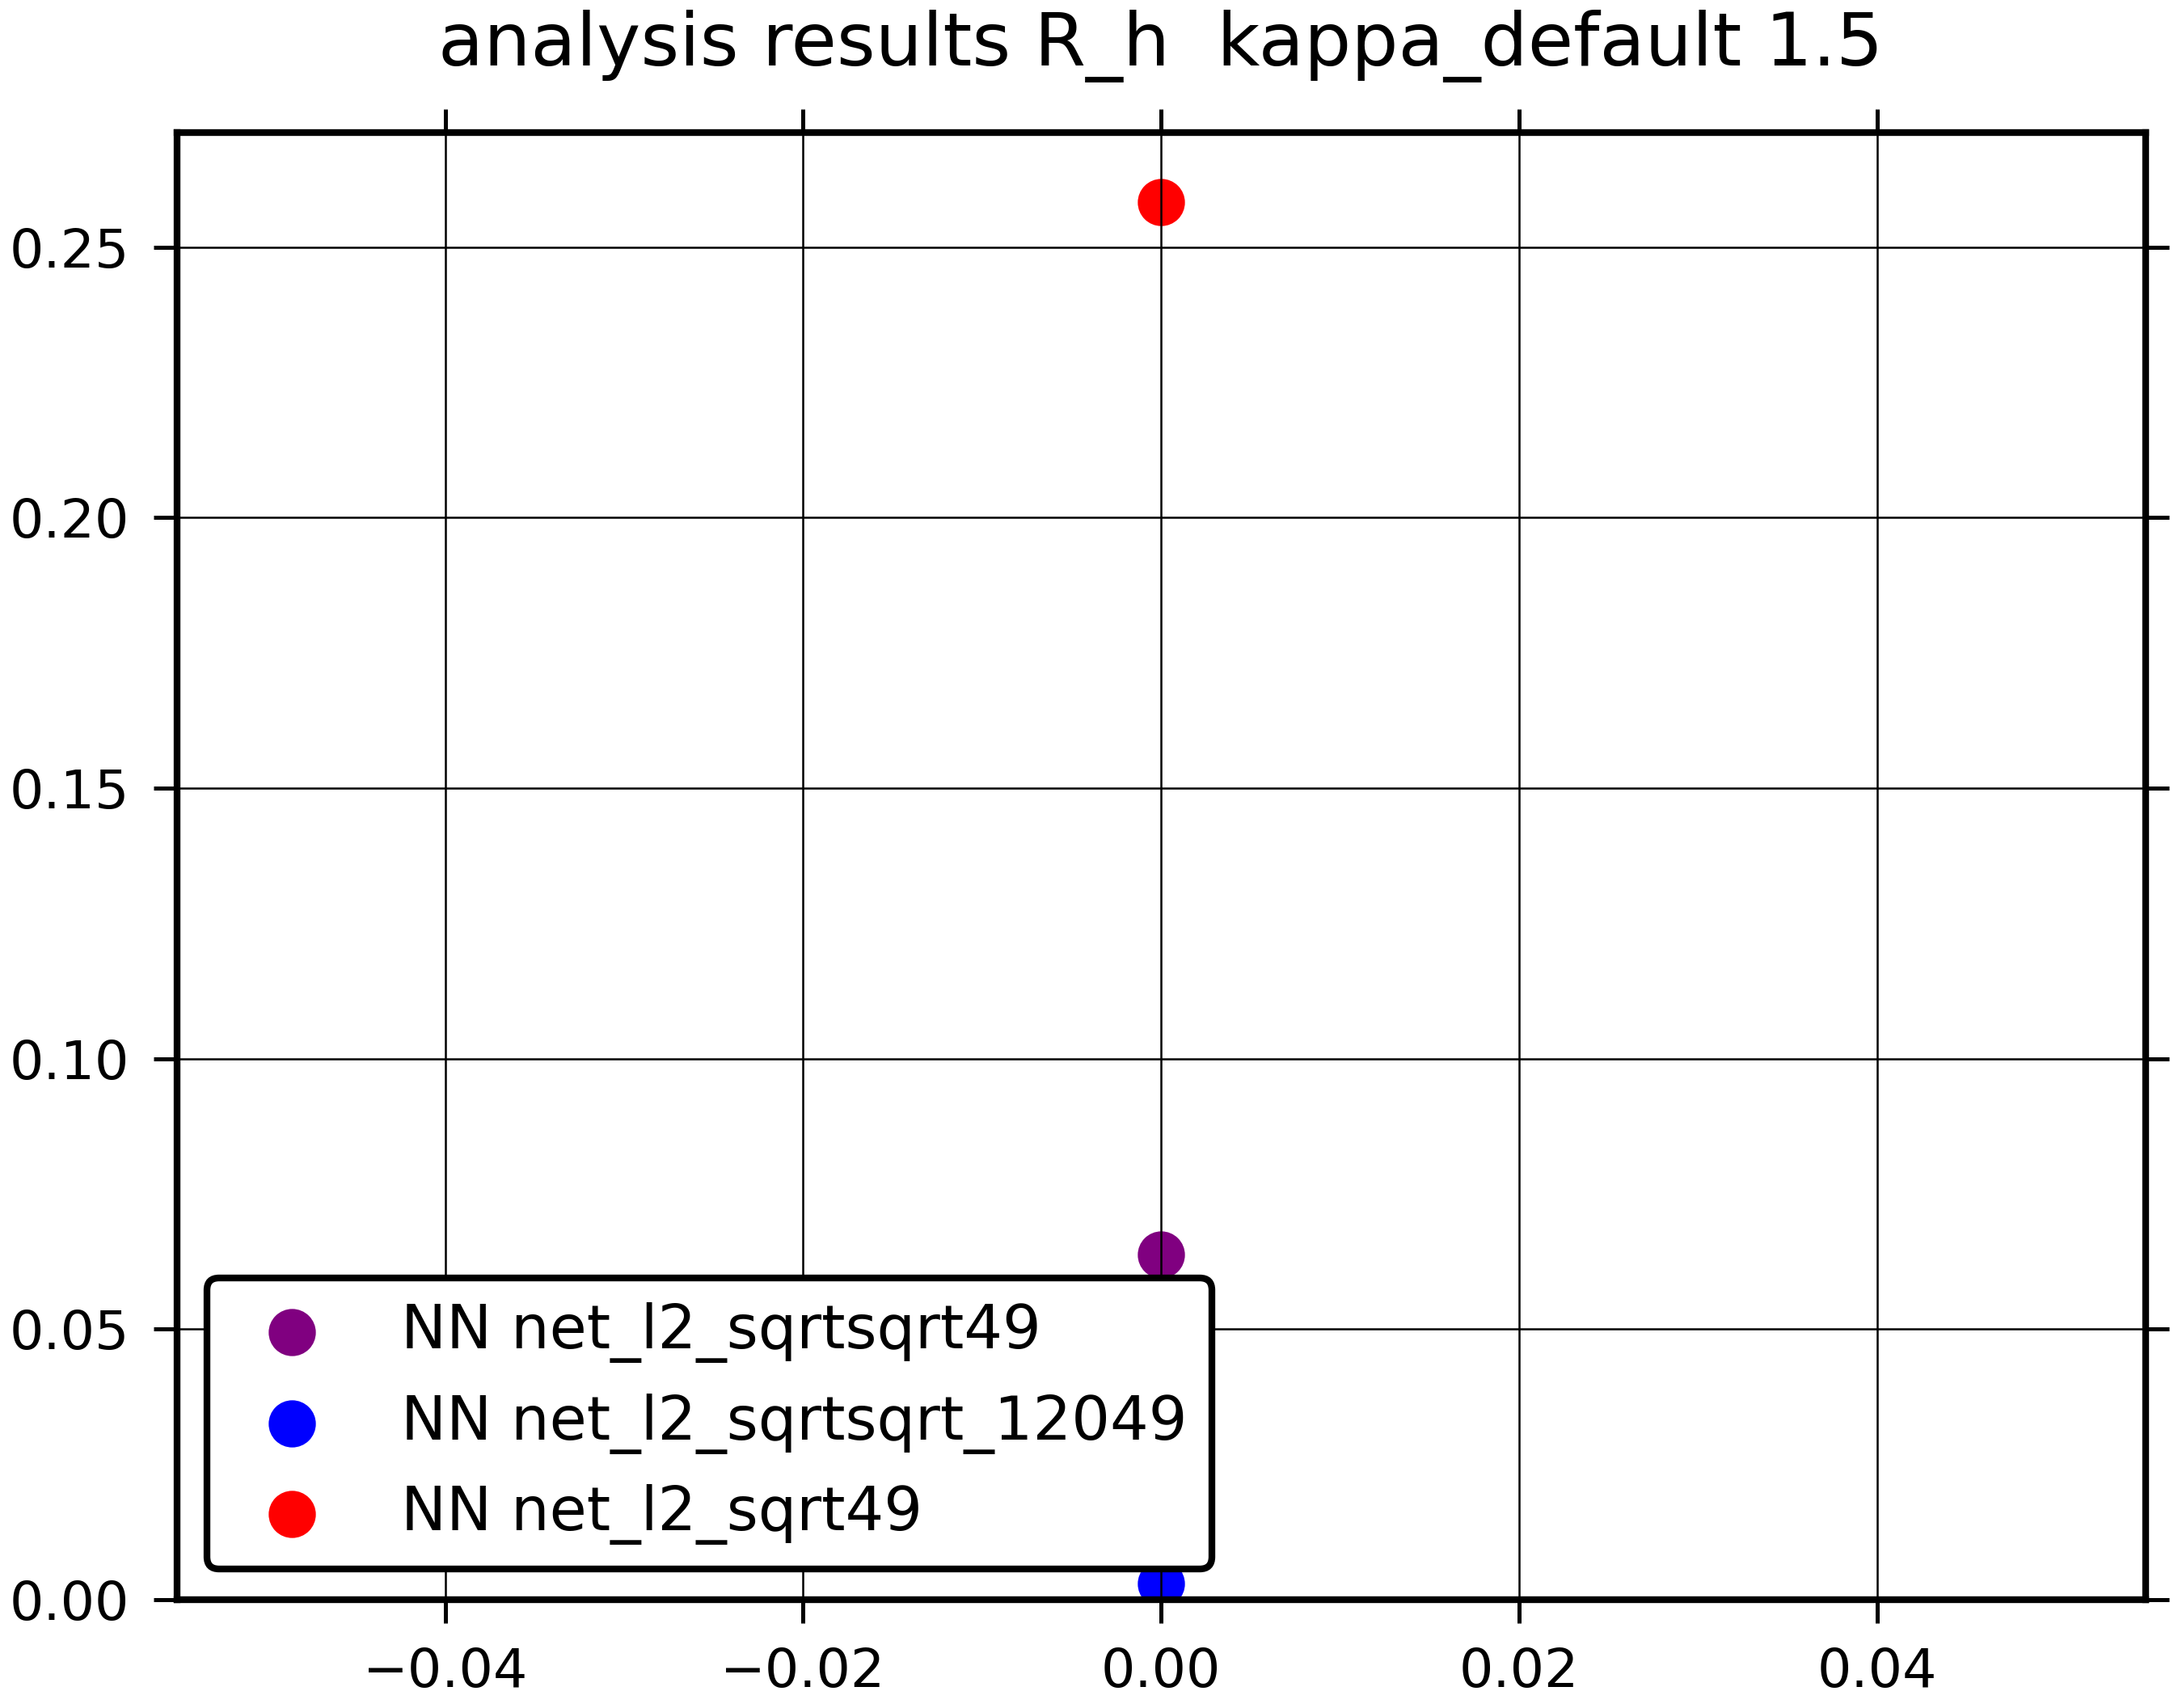 analysis results R_h  kappa_default 1.5
0.25
0.20
0.15
0.10
0.05
0.00
NN net_l2_sqrtsqrt49
NN net_l2_sqrtsqrt_12049
NN net_l2_sqrt49
−0.04 −0.02 0.00 0.02 0.04